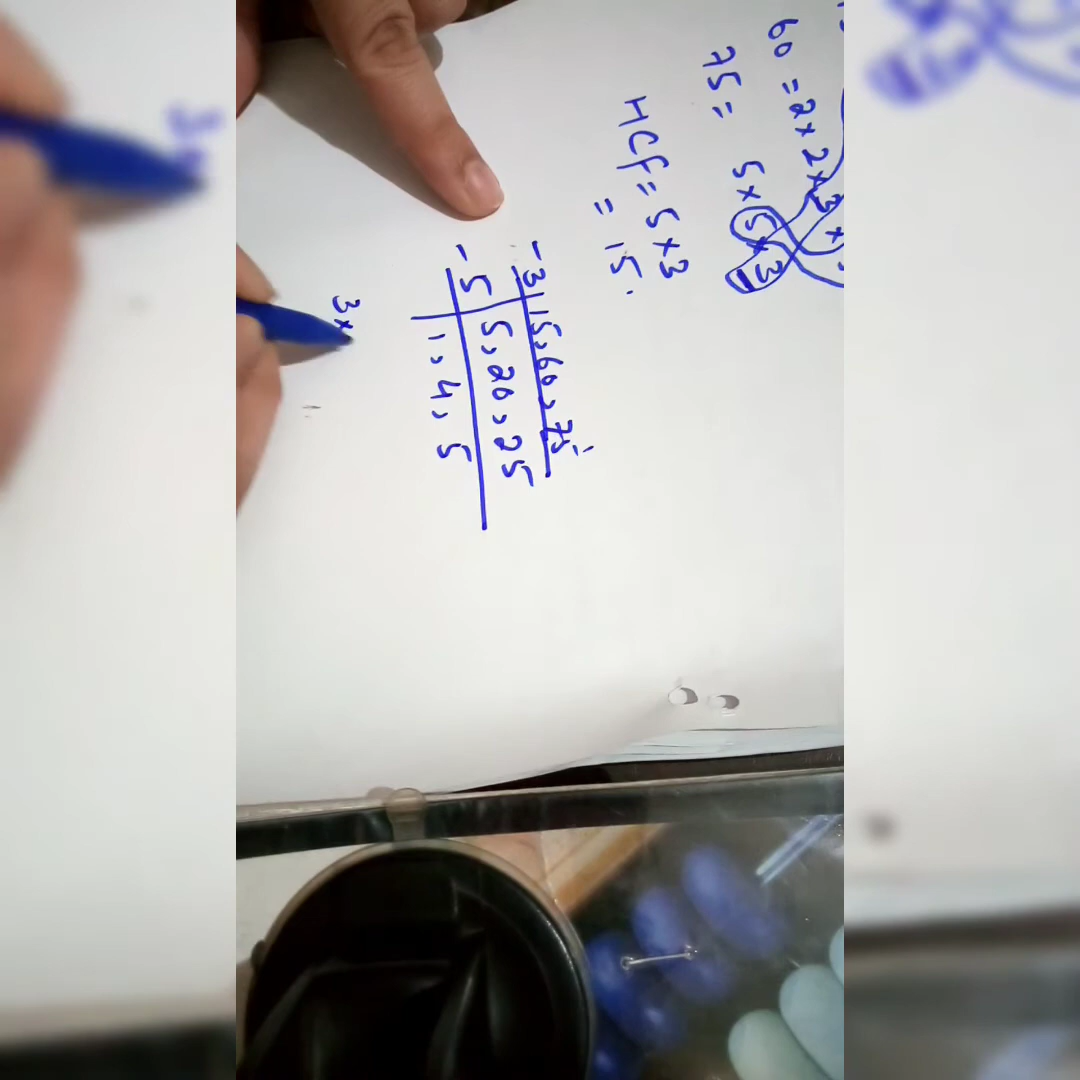 60 = 2 × 2 × 3 ×
75 = 5 × 5 × 3
HCF = 5 × 3
= 15.
-3 | 15, 60, 75
-5 | 5, 20, 25
1, 4, 5
3×